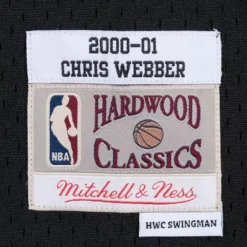 2000-01
CHRIS WEBBER
NBA
HARDWOOD
CLASSICS
Mitchell & Ness
HWC SWINGMAN